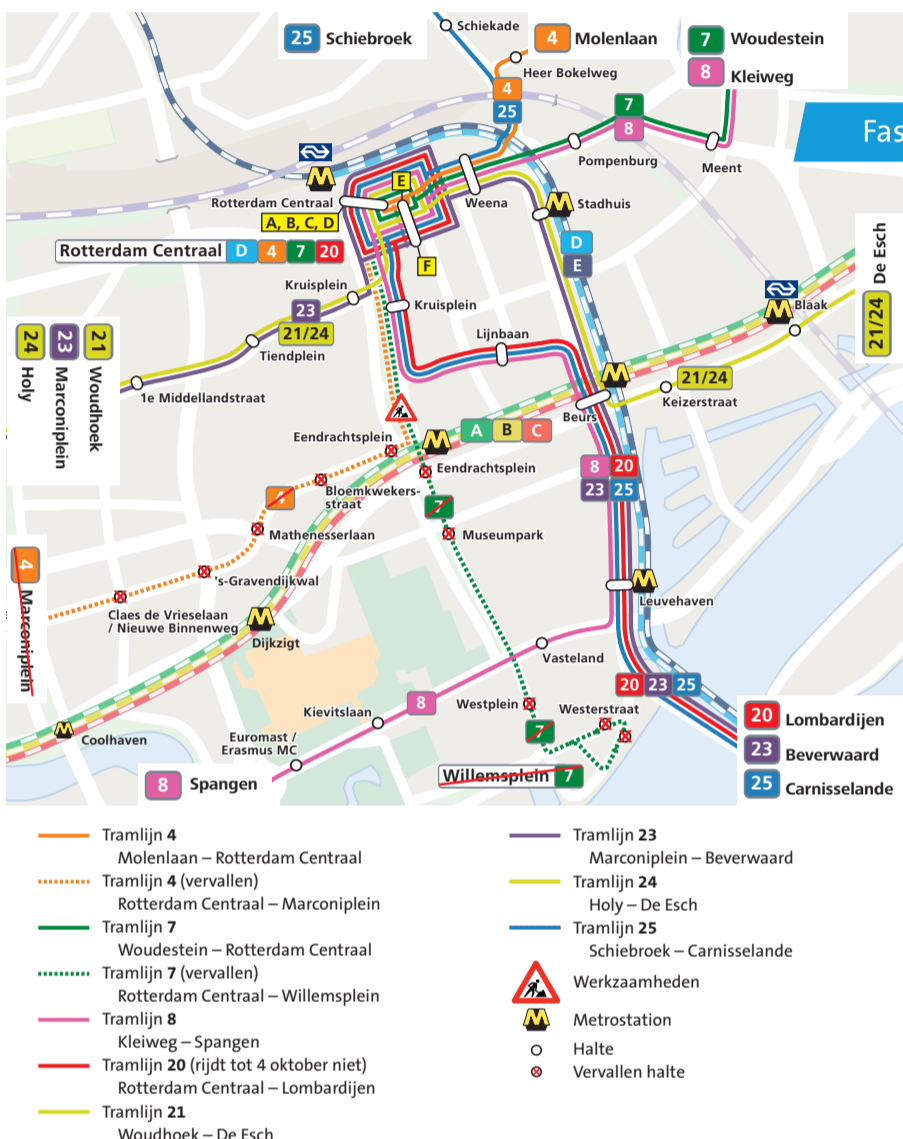 25 Schiebroek
Schiekade
4 Molenlaan
Heer Bokelweg
7 Woudestein
8 Kleiweg
Fas
4
25
7
8
Pompenburg
Meent
Rotterdam Centraal
A, B, C, D
E
F
Weena
Stadhuis
Rotterdam Centraal D 4 7 20
D
E
De Esch
21/24
Blaak
Kruisplein
23
21/24
Tiendplein
Kruisplein
Lijnbaan
24 Holy
23 Marconiplein
21 Woudhoek
1e Middellandstraat
21/24
Keizerstraat
Beurs
Eendrachtsplein
A B C
Eendrachtsplein
8 20
23 25
Bloemkwekers-
straat
4
7
Mathenesserlaan
Museumpark
4 Marconiplein
's-Gravendijkwal
Claes de Vrieselaan
/ Nieuwe Binnenweg
Dijkzigt
Leuvehaven
Vasteland
20 23 25
8
Kievitslaan
Westplein
Westerstraat
7
Coolhaven
Euromast /
Erasmus MC
Willemsplein 7
8 Spangen
20 Lombardijen
23 Beverwaard
25 Carnisselande
Tramlijn 4
Molenlaan – Rotterdam Centraal
Tramlijn 4 (vervallen)
Rotterdam Centraal – Marconiplein
Tramlijn 7
Woudestein – Rotterdam Centraal
Tramlijn 7 (vervallen)
Rotterdam Centraal – Willemsplein
Tramlijn 8
Kleiweg – Spangen
Tramlijn 20 (rijdt tot 4 oktober niet)
Rotterdam Centraal – Lombardijen
Tramlijn 21
Woudhoek – De Esch
Tramlijn 23
Marconiplein – Beverwaard
Tramlijn 24
Holy – De Esch
Tramlijn 25
Schiebroek – Carnisselande
Werkzaamheden
Metrostation
Halte
Vervallen halte